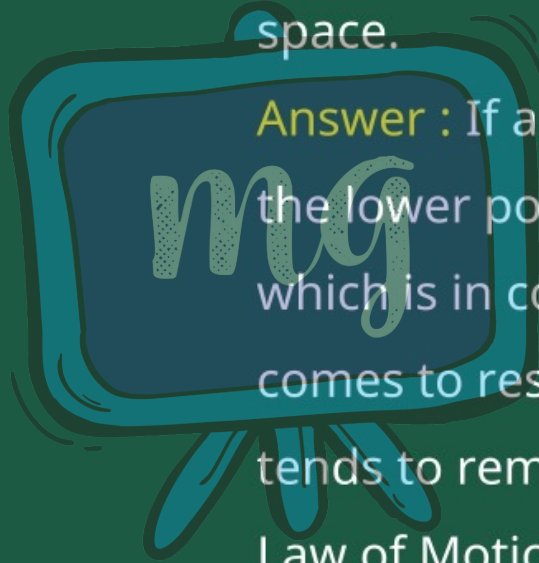 space.
Answer : If a
the lower po
which is in co
comes to res
tends to rem
Law of Motio
mg